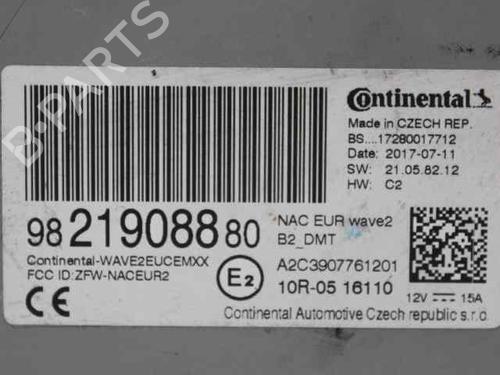 B-PARTS
Continental
Made in CZECH REP.
BS....17280017712
Date: 2017-07-11
SW: 21.05.82.12
HW: C2
98 219088 80
NAC EUR wave2
B2_DMT
Continental-WAVE2EUCEMXX
FCC ID:ZFW-NACEUR2
CE
E2
A2C3907761201
10R-05 16110
12V ⎓ 15A
Continental Automotive Czech republic s.r.o.